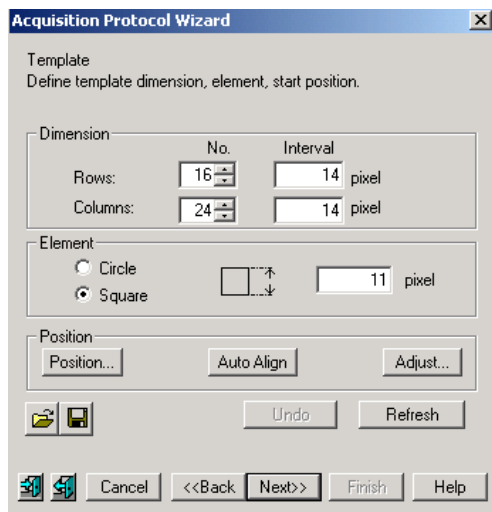 Acquisition Protocol Wizard
Template
Define template dimension, element, start position.
Dimension
No. Interval
Rows: 16 14 pixel
Columns: 24 14 pixel
Element
Circle
Square
11 pixel
Position
Position... Auto Align Adjust...
Undo Refresh
Cancel <<Back Next>> Finish Help